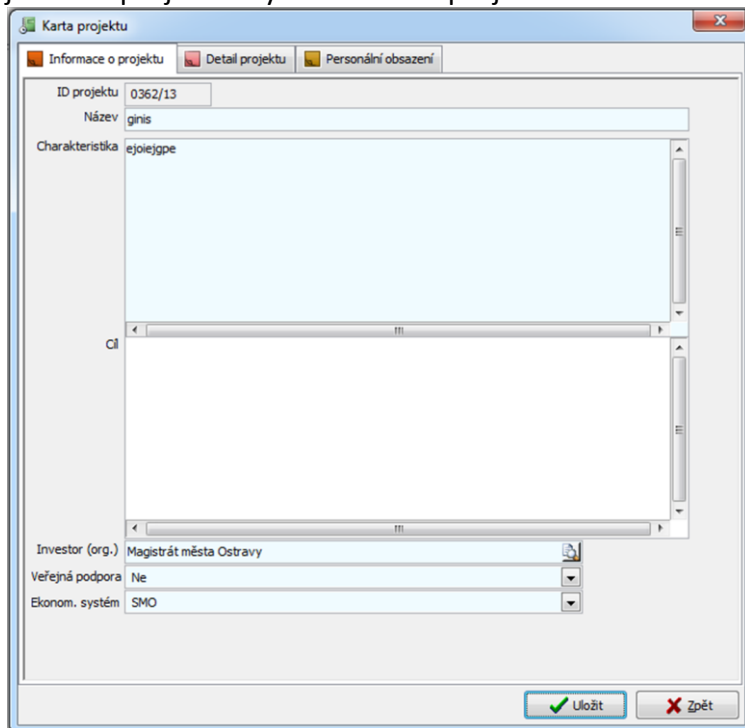 Karta projektu
Informace o projektu Detail projektu Personální obsazení
ID projektu 0362/13
Název ginis
Charakteristika ejoiejgpe
Cíl
Investor (org.) Magistrát města Ostravy
Veřejná podpora Ne
Ekonom. systém SMO
Uložit Zpět